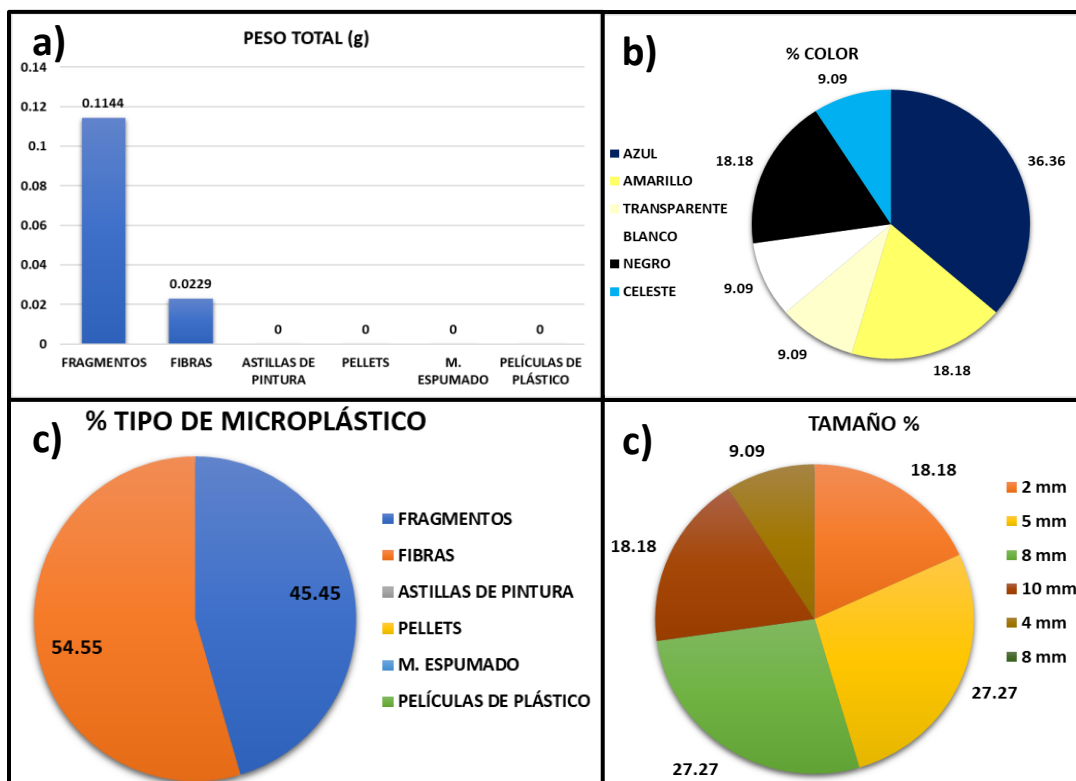 a)
PESO TOTAL (g)
0.14
0.12
0.1
0.08
0.06
0.04
0.02
0
0.1144
0.0229
0
0
0
0
FRAGMENTOS
FIBRAS
ASTILLAS DE
PINTURA
PELLETS
M.
ESPUMADO
PELÍCULAS DE
PLÁSTICO
b)
% COLOR
9.09
36.36
18.18
9.09
9.09
18.18
AZUL
AMARILLO
TRANSPARENTE
BLANCO
NEGRO
CELESTE
c)
% TIPO DE MICROPLÁSTICO
45.45
54.55
FRAGMENTOS
FIBRAS
ASTILLAS DE PINTURA
PELLETS
M. ESPUMADO
PELÍCULAS DE PLÁSTICO
c)
TAMAÑO %
9.09
18.18
18.18
27.27
27.27
2 mm
5 mm
8 mm
10 mm
4 mm
8 mm